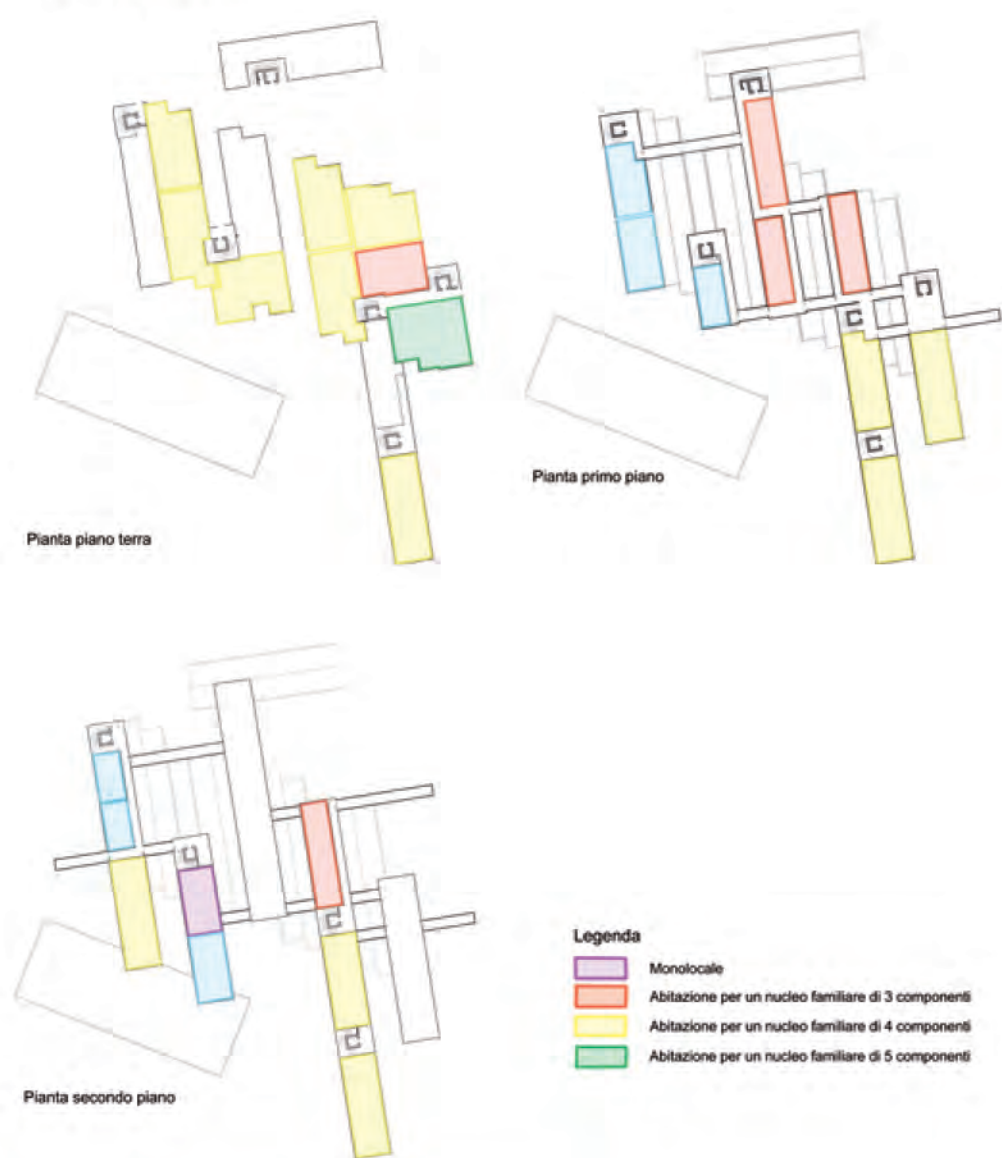 Pianta piano terra
Pianta primo piano
Pianta secondo piano
Legenda
Monolocale
Abitazione per un nucleo familiare di 3 componenti
Abitazione per un nucleo familiare di 4 componenti
Abitazione per un nucleo familiare di 5 componenti